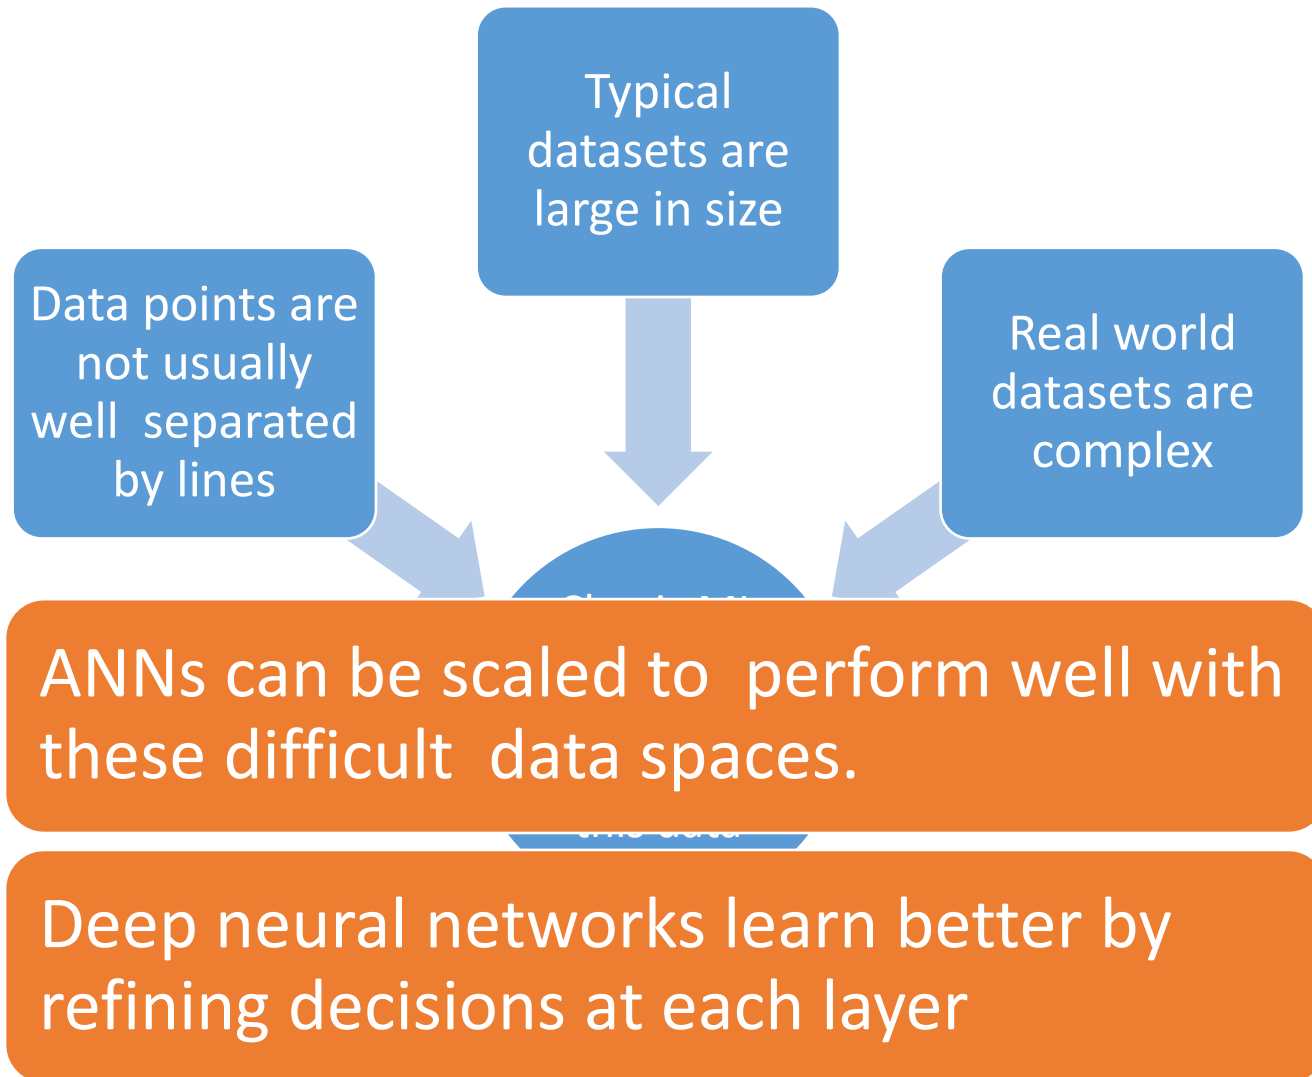 Typical
datasets are
large in size
Data points are
not usually
well  separated
by lines
Real world
datasets are
complex
ANNs can be scaled to  perform well with
these difficult  data spaces.
this data
Deep neural networks learn better by
refining decisions at each layer